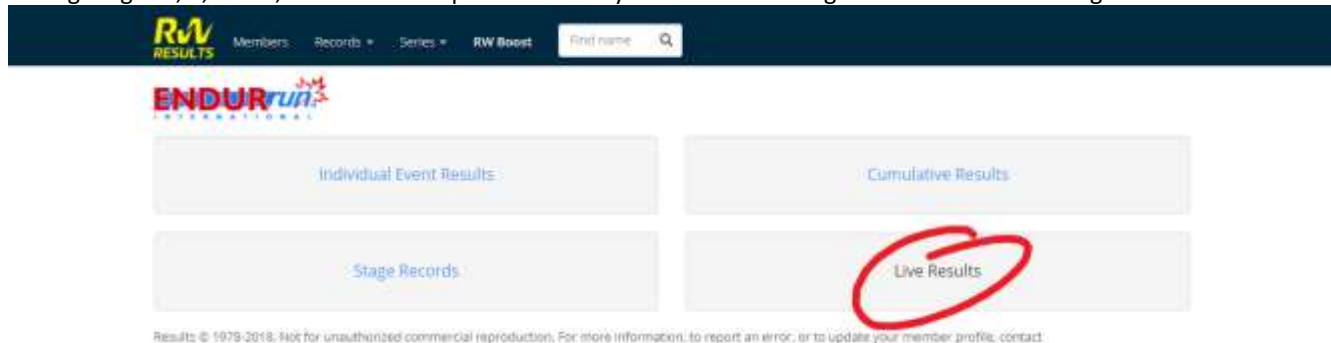 RW
RESULTS
Members Records Series RW Boost Find name
ENDURrun
INTERNATIONAL
Individual Event Results
Cumulative Results
Stage Records
Live Results
Results © 1979-2018. Not for unauthorized commercial reproduction. For more information, to report an error, or to update your member profile, contact